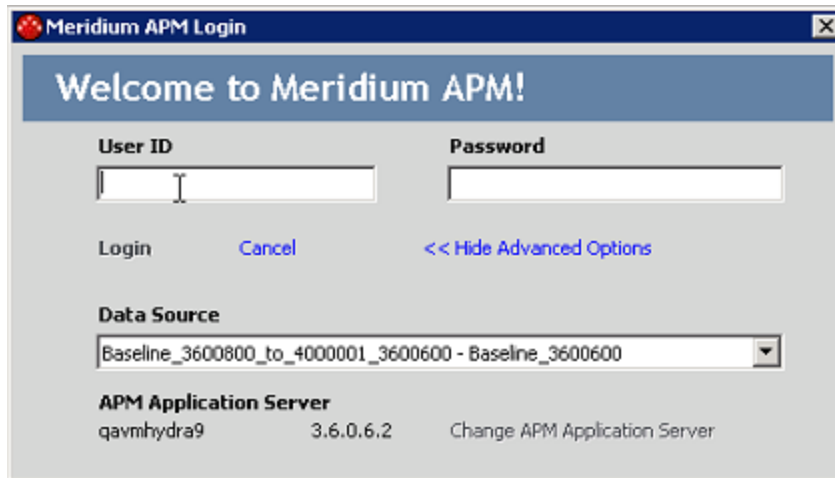 Meridium APM Login
Welcome to Meridium APM!
User ID Password
Login Cancel << Hide Advanced Options
Data Source
Baseline_3600800_to_4000001_3600600 - Baseline_3600600
APM Application Server
qavmhydra9 3.6.0.6.2 Change APM Application Server